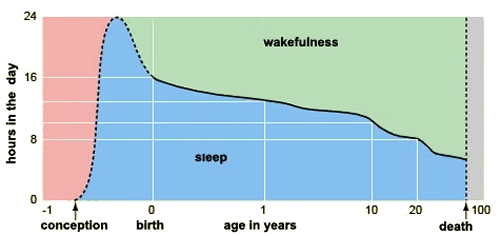 24
wakefulness
16
hours in the day
8
sleep
0
-1 0 1 10 20 100
conception birth age in years death